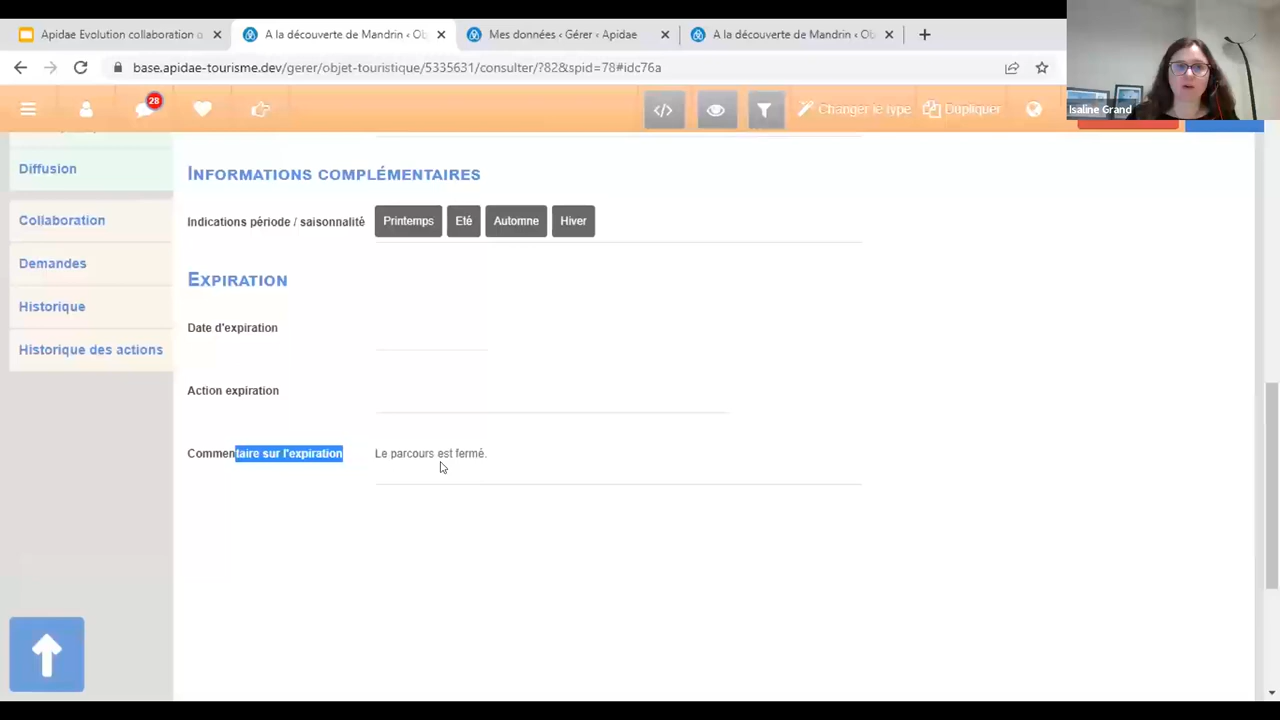 Apidae Evolution collaboration o
A la découverte de Mandrin < Ob
Mes données < Gérer < Apidae
A la découverte de Mandrin < Ob
base.apidae-tourisme.dev/gerer/objet-touristique/5335631/consulter/?82&spid=78#idc76a
28
Changer le type
Dupliquer
Isaline Grand
Diffusion
Collaboration
Demandes
Historique
Historique des actions
INFORMATIONS COMPLÉMENTAIRES
Indications période / saisonnalité
Printemps
Eté
Automne
Hiver
EXPIRATION
Date d'expiration
Action expiration
Commentaire sur l'expiration
Le parcours est fermé.